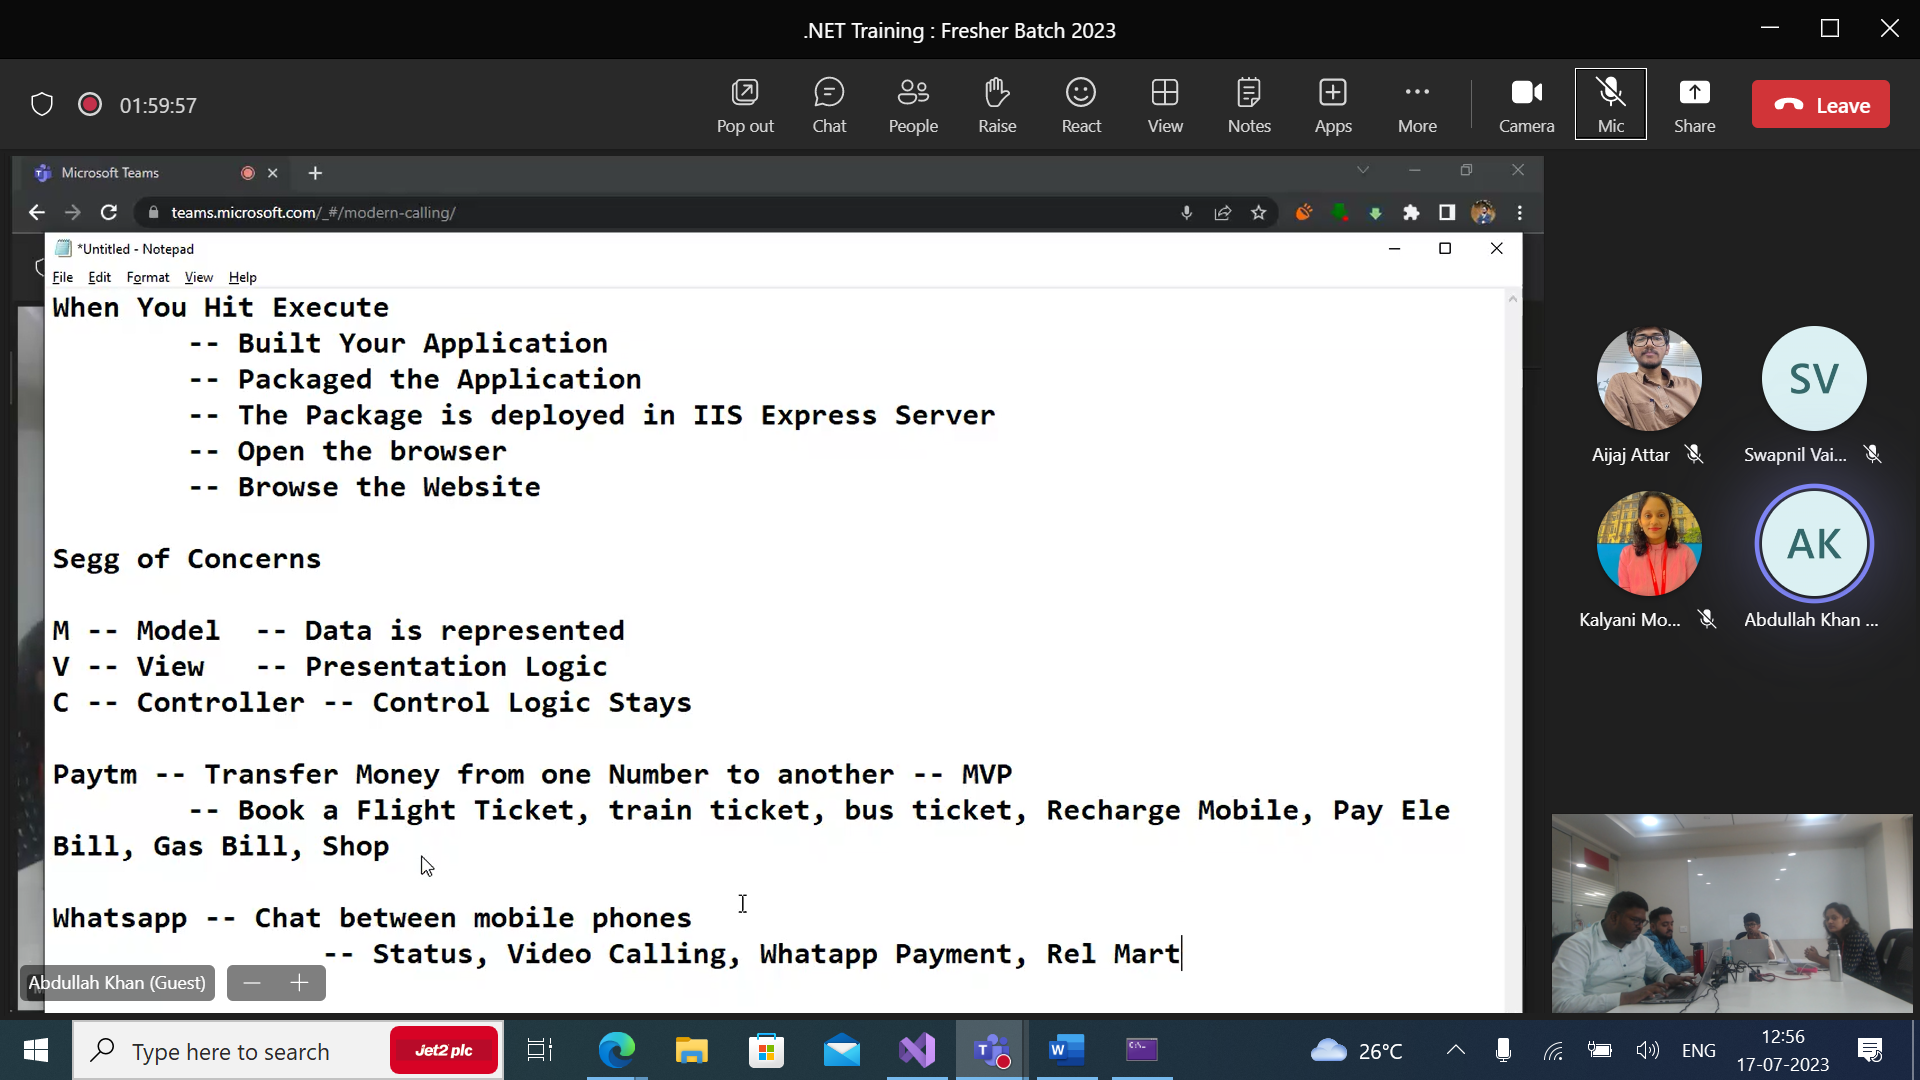 .NET Training : Fresher Batch 2023
01:59:57
Pop out
Chat
People
Raise
React
View
Notes
Apps
More
Camera
Mic
Share
Leave
Microsoft Teams
teams.microsoft.com/_#/modern-calling/
*Untitled - Notepad
File Edit Format View Help
When You Hit Execute
-- Built Your Application
-- Packaged the Application
-- The Package is deployed in IIS Express Server
-- Open the browser
-- Browse the Website
Segg of Concerns
M -- Model -- Data is represented
V -- View -- Presentation Logic
C -- Controller -- Control Logic Stays
Paytm -- Transfer Money from one Number to another -- MVP
-- Book a Flight Ticket, train ticket, bus ticket, Recharge Mobile, Pay Ele
Bill, Gas Bill, Shop
Whatsapp -- Chat between mobile phones
-- Status, Video Calling, Whatapp Payment, Rel Mart
Abdullah Khan (Guest)
SV
Aijaj Attar
Swapnil Vai...
AK
Kalyani Mo...
Abdullah Khan ...
Type here to search
Jet2 plc
26°C
ENG
12:56
17-07-2023